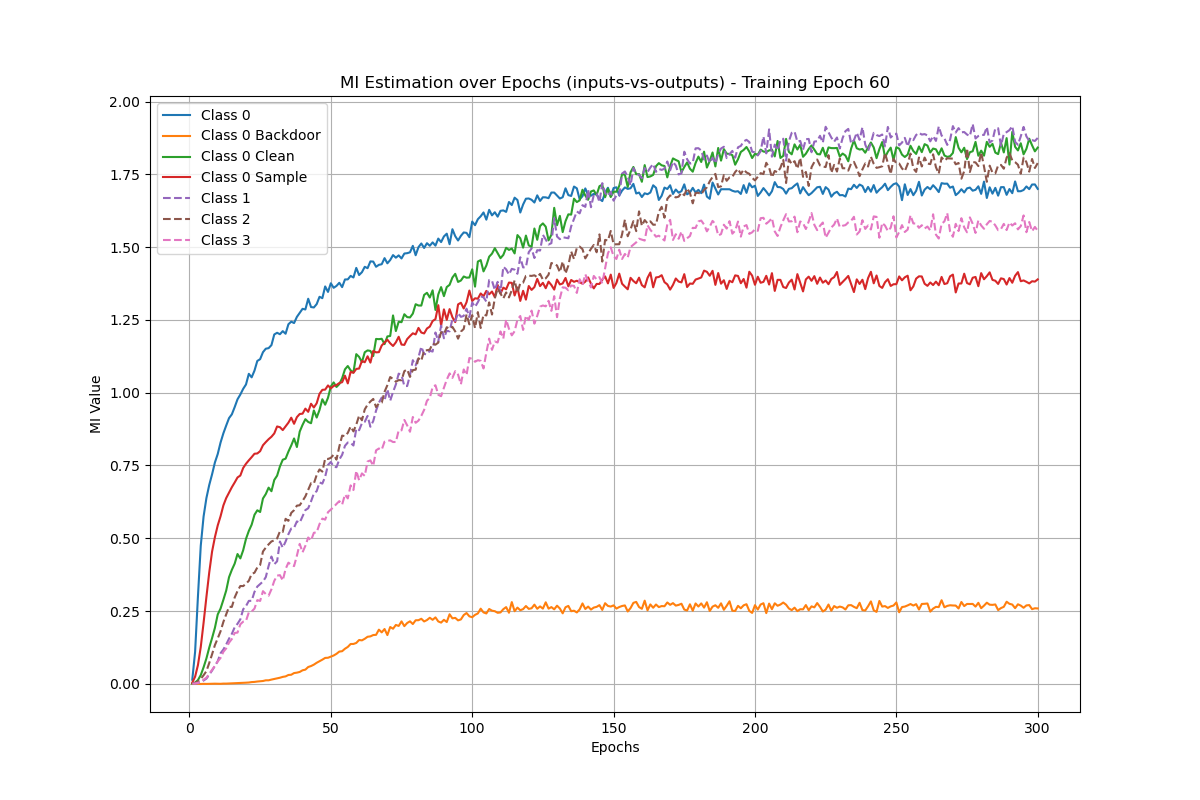 MI Estimation over Epochs (inputs-vs-outputs) - Training Epoch 60
2.00
1.75
1.50
1.25
1.00
0.75
0.50
0.25
0.00
MI Value
Class 0
Class 0 Backdoor
Class 0 Clean
Class 0 Sample
Class 1
Class 2
Class 3
0 50 100 150 200 250 300
Epochs